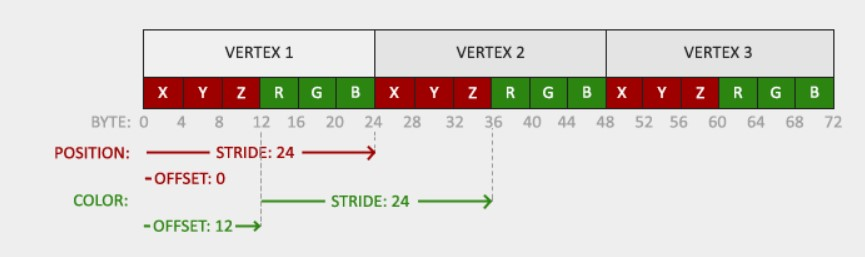 VERTEX 1 VERTEX 2 VERTEX 3
X Y Z R G B X Y Z R G B X Y Z R G B
BYTE: 0 4 8 12 16 20 24 28 32 36 40 44 48 52 56 60 64 68 72
POSITION: STRIDE: 24
-OFFSET: 0
COLOR: STRIDE: 24
-OFFSET: 12